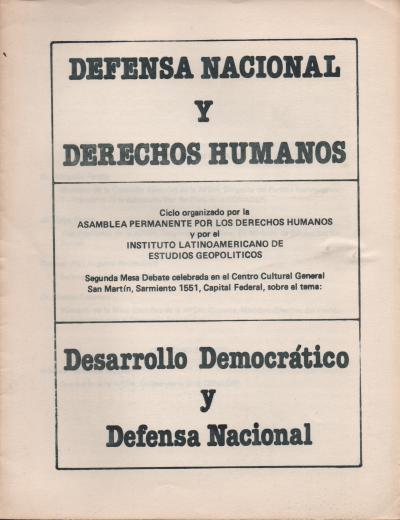 DEFENSA NACIONAL
Y
DERECHOS HUMANOS
Ciclo organizado por la
ASAMBLEA PERMANENTE POR LOS DERECHOS HUMANOS
y por el
INSTITUTO LATINOAMERICANO DE
ESTUDIOS GEOPOLITICOS
Segunda Mesa Debate celebrada en el Centro Cultural General
San Martín, Sarmiento 1551, Capital Federal, sobre el tema:
Desarrollo Democrático
y
Defensa Nacional